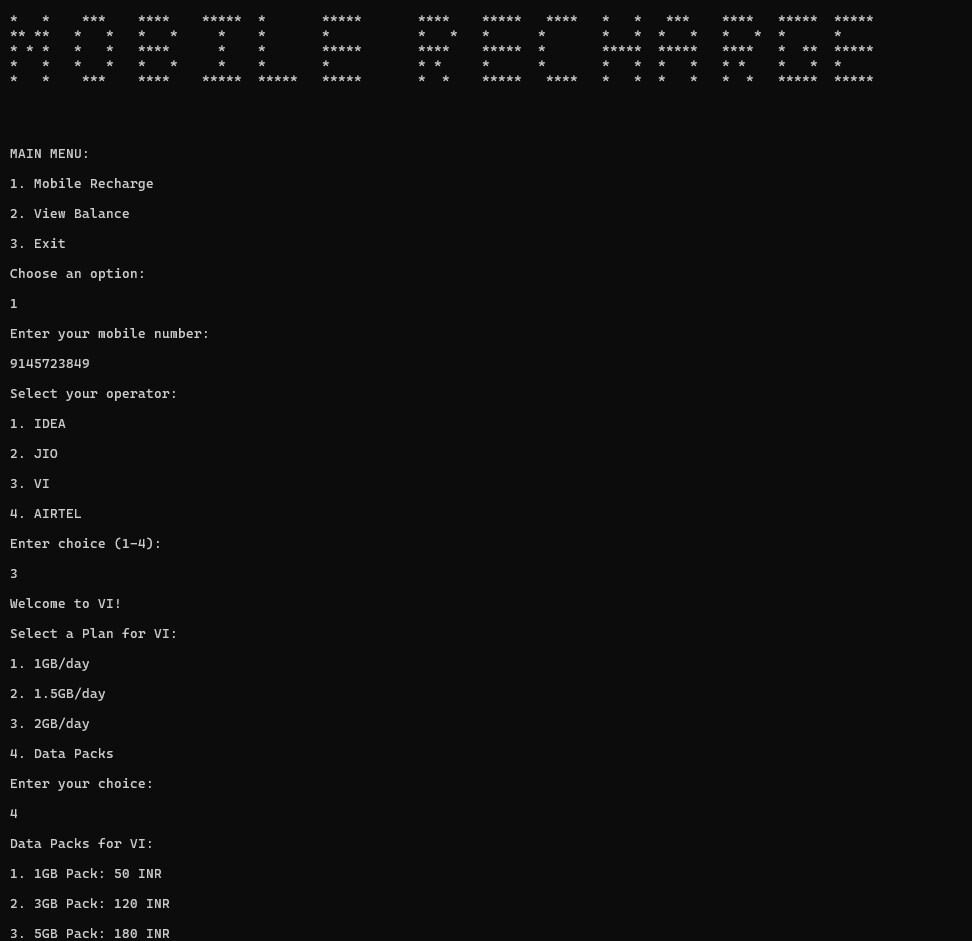 MOBILE RECHARGE
MAIN MENU:
1. Mobile Recharge
2. View Balance
3. Exit
Choose an option:
1
Enter your mobile number:
9145723849
Select your operator:
1. IDEA
2. JIO
3. VI
4. AIRTEL
Enter choice (1-4):
3
Welcome to VI!
Select a Plan for VI:
1. 1GB/day
2. 1.5GB/day
3. 2GB/day
4. Data Packs
Enter your choice:
4
Data Packs for VI:
1. 1GB Pack: 50 INR
2. 3GB Pack: 120 INR
3. 5GB Pack: 180 INR